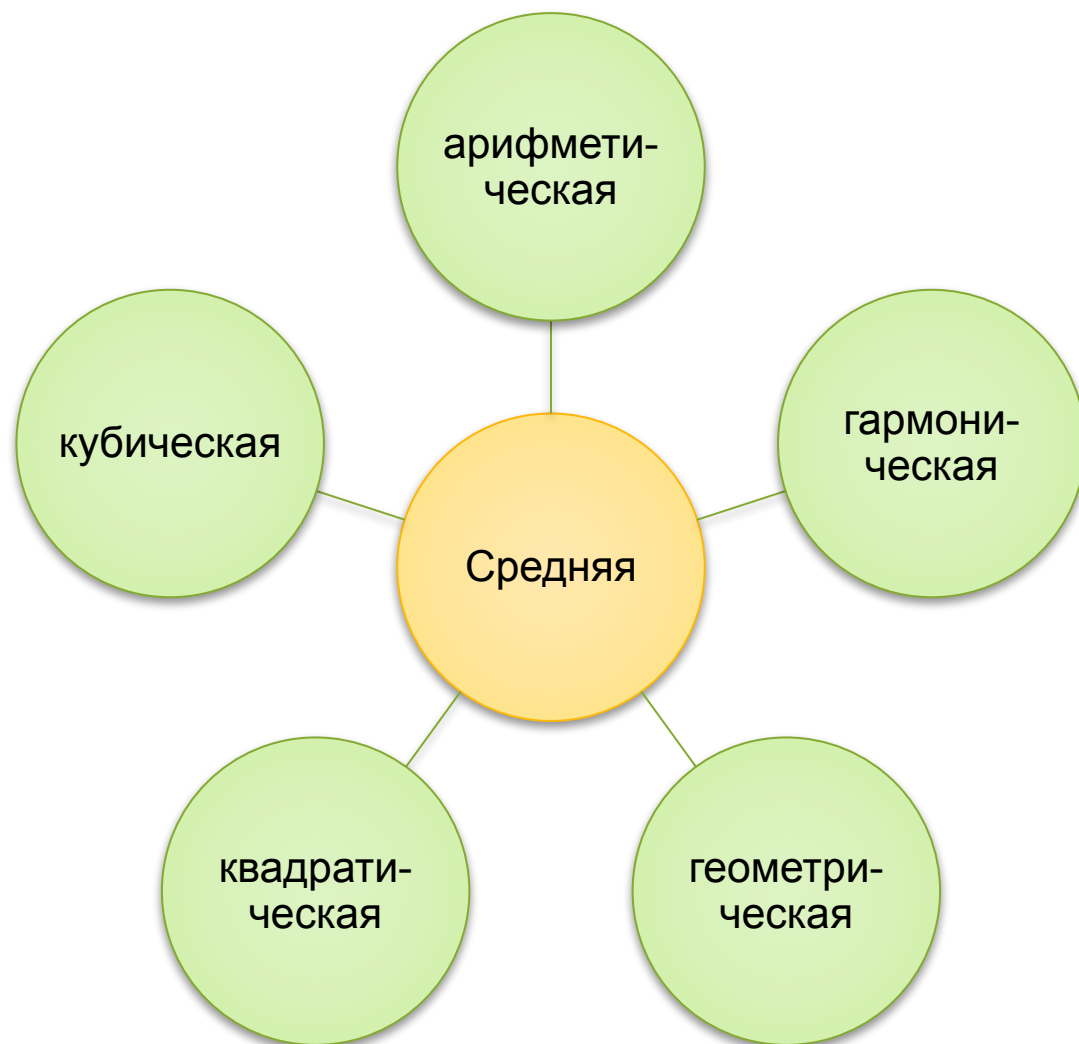 арифмети-
ческая
гармони-
ческая
кубическая
Средняя
квадрати-
ческая
геометри-
ческая